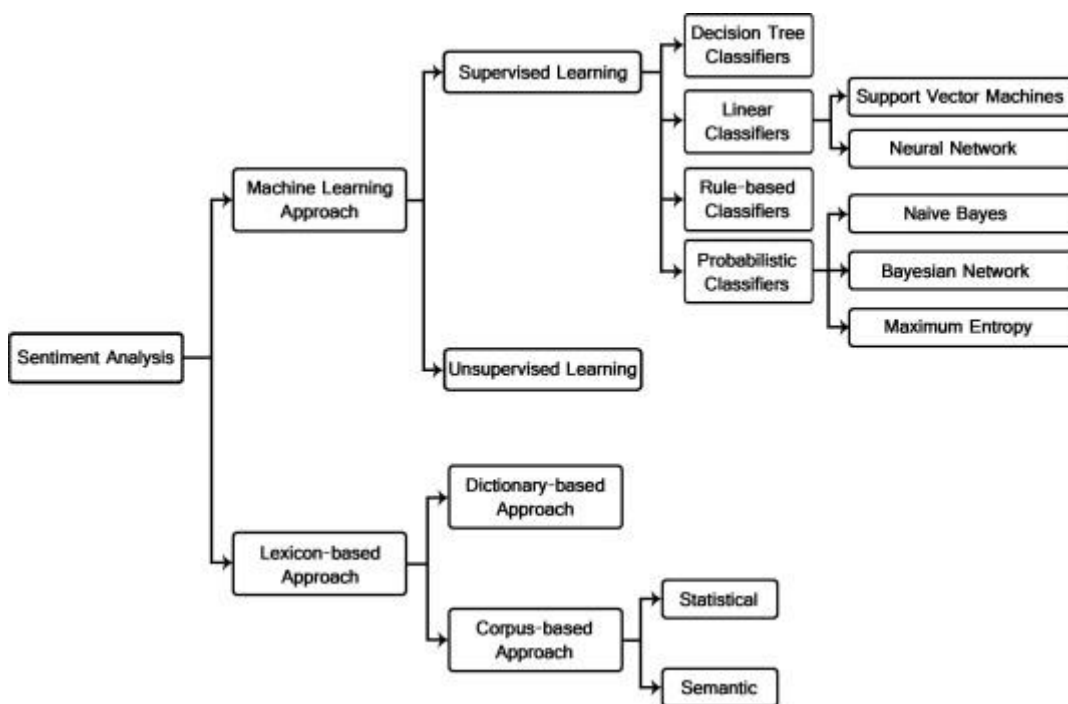 Decision Tree
Classifiers
Supervised Learning
Support Vector Machines
Linear
Classifiers
Neural Network
Machine Learning
Approach
Rule-based
Classifiers
Naive Bayes
Probabilistic
Classifiers
Bayesian Network
Maximum Entropy
Sentiment Analysis
Unsupervised Learning
Dictionary-based
Approach
Lexicon-based
Approach
Statistical
Corpus-based
Approach
Semantic